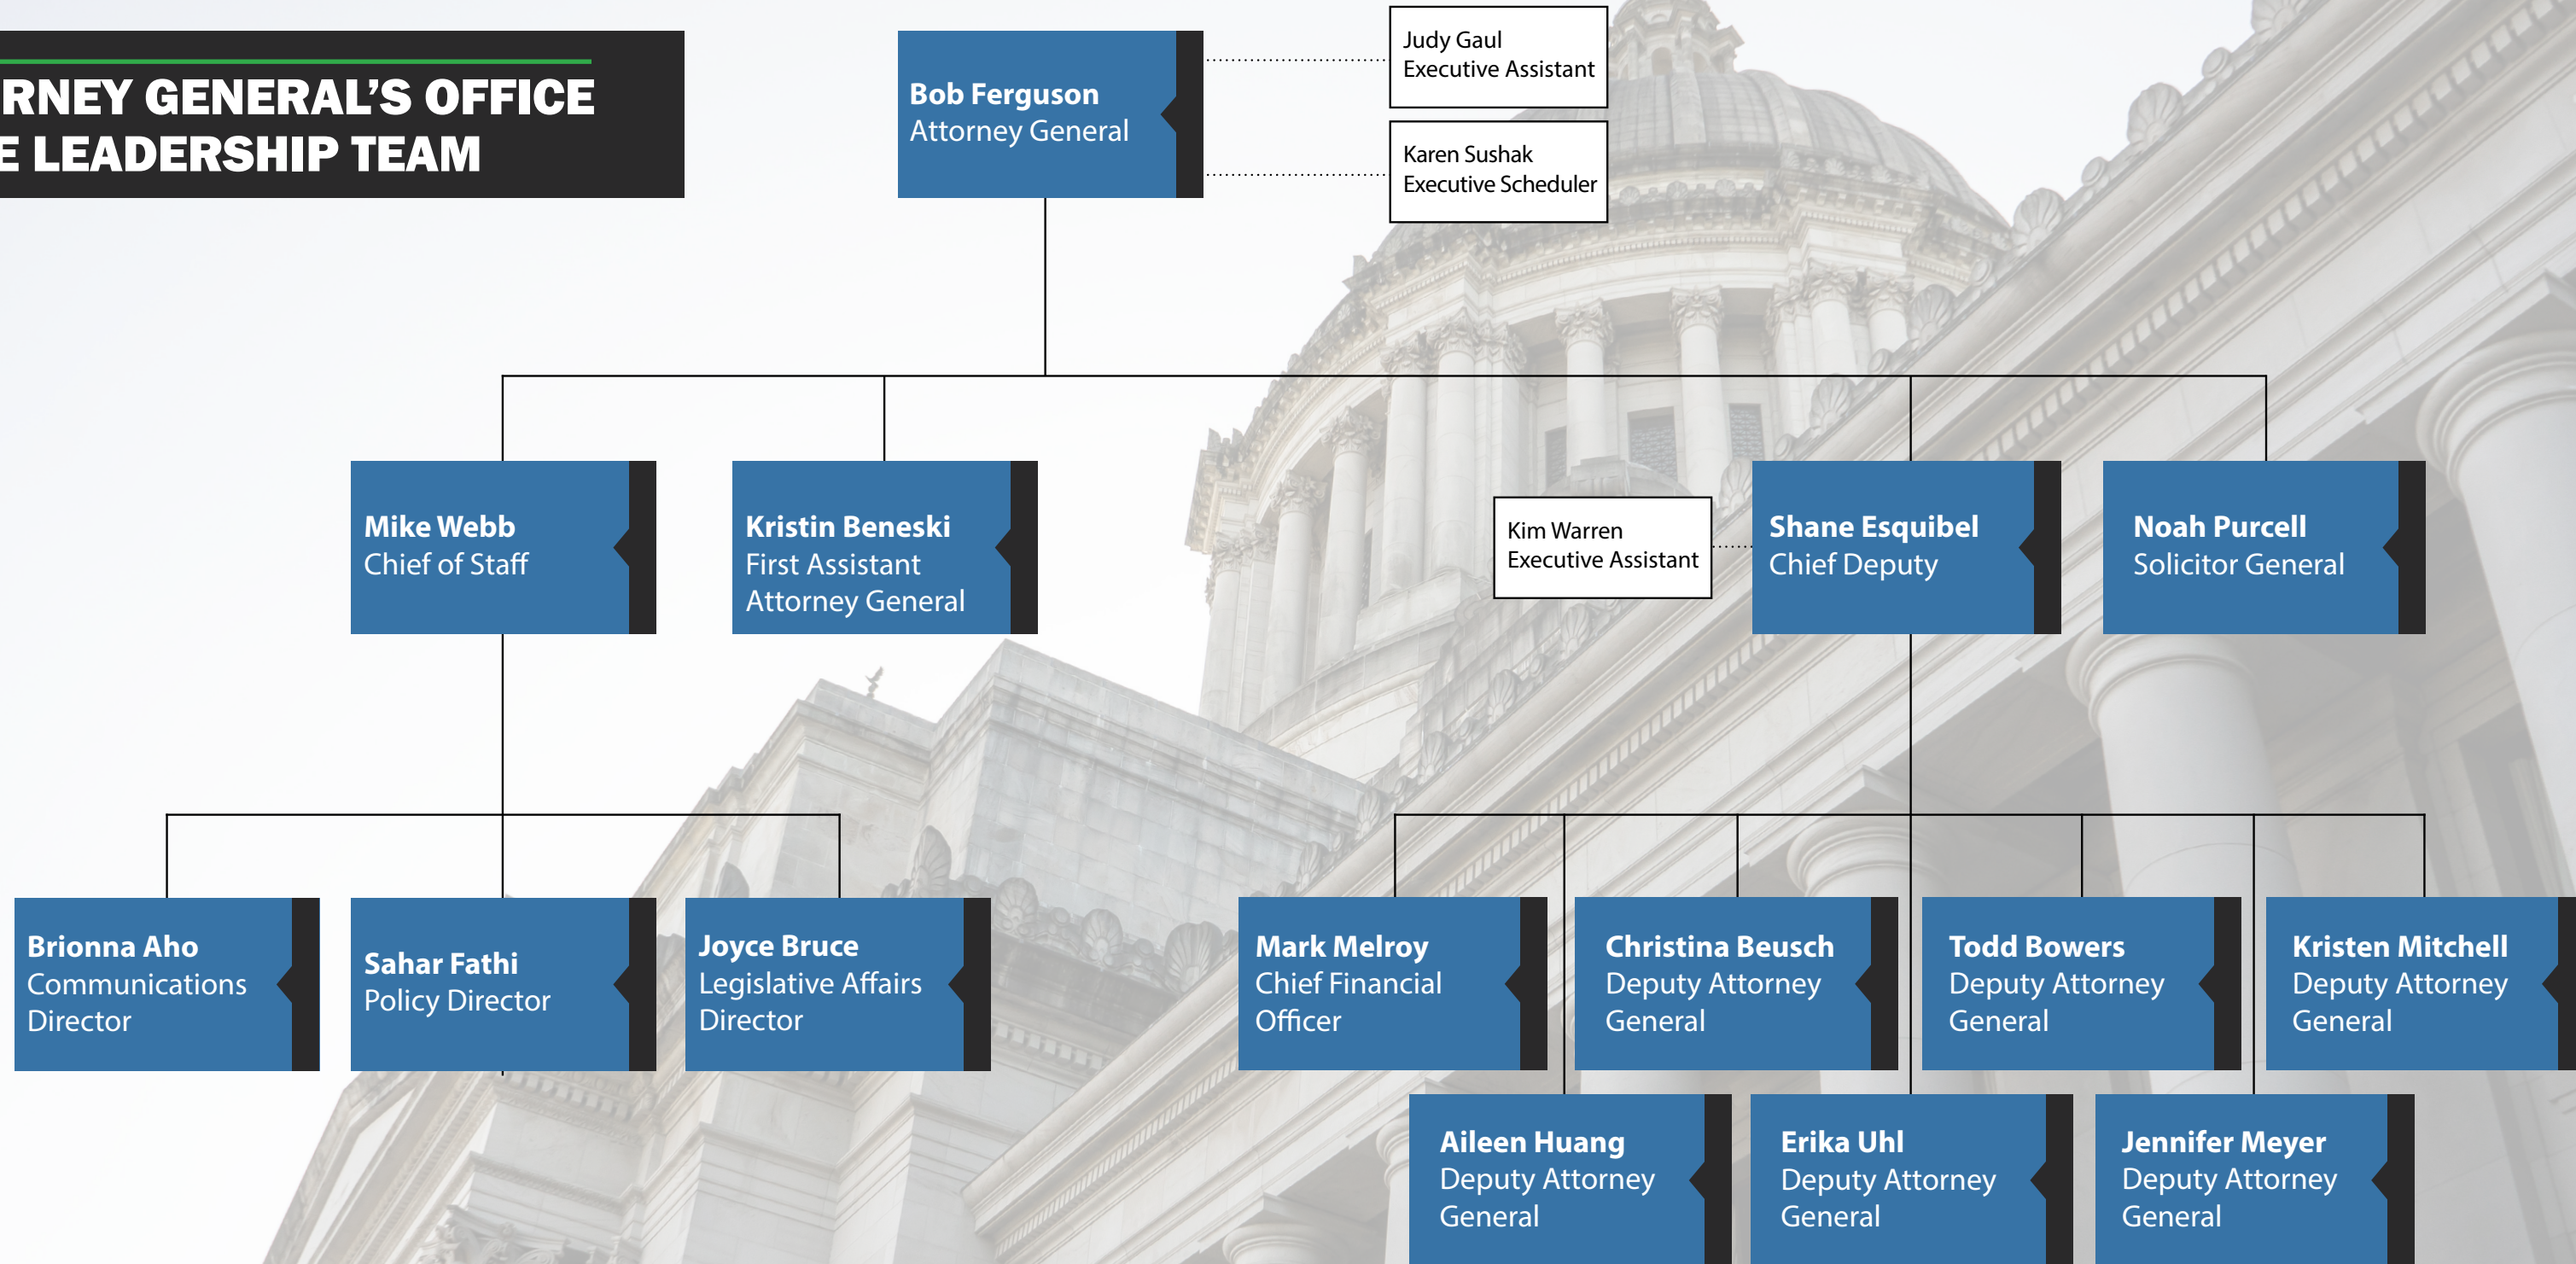 RNEY GENERAL'S OFFICE
E LEADERSHIP TEAM
Bob Ferguson
Attorney General
Judy Gaul
Executive Assistant
Karen Sushak
Executive Scheduler
Mike Webb
Chief of Staff
Kristin Beneski
First Assistant
Attorney General
Kim Warren
Executive Assistant
Shane Esquibel
Chief Deputy
Noah Purcell
Solicitor General
Brionna Aho
Communications
Director
Sahar Fathi
Policy Director
Joyce Bruce
Legislative Affairs
Director
Mark Melroy
Chief Financial
Officer
Christina Beusch
Deputy Attorney
General
Todd Bowers
Deputy Attorney
General
Kristen Mitchell
Deputy Attorney
General
Aileen Huang
Deputy Attorney
General
Erika Uhl
Deputy Attorney
General
Jennifer Meyer
Deputy Attorney
General